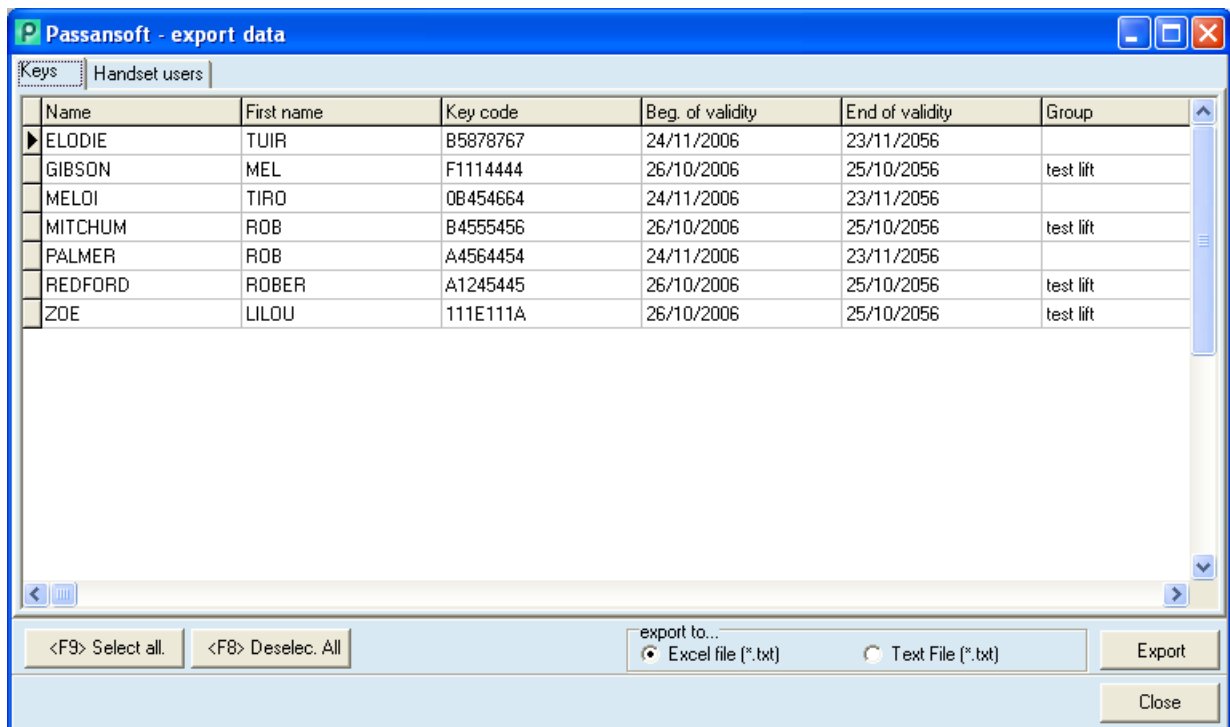 Passansoft - export data
Keys Handset users
Name First name Key code Beg. of validity End of validity Group
ELODIE TUIR B5878767 24/11/2006 23/11/2056
GIBSON MEL F1114444 26/10/2006 25/10/2056 test lift
MELOI TIRO 0B454664 24/11/2006 23/11/2056
MITCHUM ROB B4555456 26/10/2006 25/10/2056 test lift
PALMER ROB A4564454 24/11/2006 23/11/2056
REDFORD ROBER A1245445 26/10/2006 25/10/2056 test lift
ZOE LILOU 111E111A 26/10/2006 25/10/2056 test lift
export to...
<F9> Select all. <F8> Deselec. All Excel file (*.txt) Text File (*.txt) Export
Close